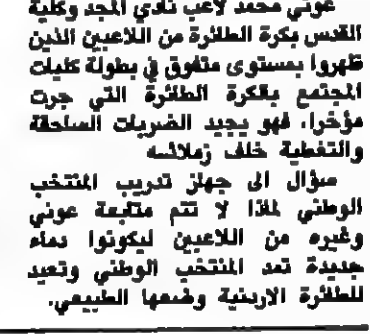 عوني محمد لاعب نادي المجد وكلية
القدس بكرة الطائرة من اللاعبين الذين
ظهروا بمستوى متفوق في بطولة كليات
المجتمع بالكرة الطائرة التي جرت
مؤخرا. فهو يجيد الضربات الساحقة
والتغطية خلف زملائسه
سؤال الى جهاز تدريب المنتخب
الوطني لماذا لا تتم متابعة عوني
وغيره من اللاعبين ليكونوا دماء
جديدة تمد المنتخب الوطني وتعيد
للطائرة الاردنية وضعها الطبيعي.